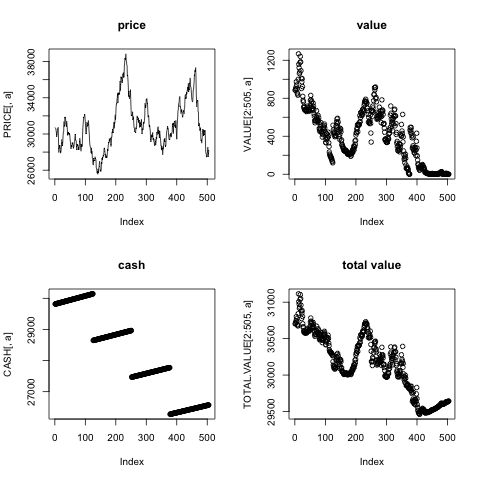 price
PRICE[, a]
26000 30000 34000 38000
0 100 200 300 400 500
Index
value
VALUE[2:505, a]
0 400 800 1200
0 100 200 300 400 500
Index
cash
CASH[, a]
27000 29000
0 100 200 300 400 500
Index
total value
TOTAL.VALUE[2:505, a]
29500 30000 31000
0 100 200 300 400 500
Index